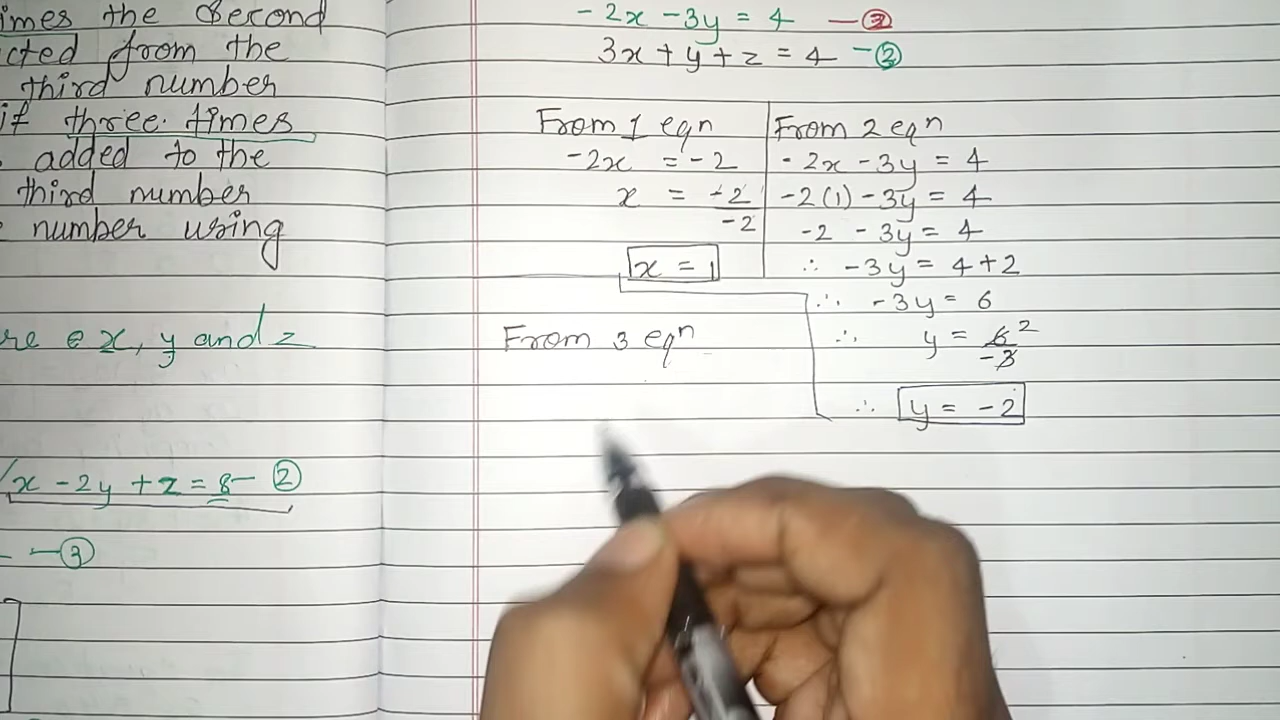 times the second
cted from the
third number
if three times
added to the
third number
number using
re x, y and z
x - 2y + z = 8 - ②
- ③
-2x - 3y = 4 - ②
3x + y + z = 4 - ②
From 1 eqn
-2x = -2
x = -2
-2
x = 1
From 2 eqn
-2x - 3y = 4
-2(1) - 3y = 4
-2 - 3y = 4
∴ -3y = 4 + 2
∴ -3y = 6
∴ y = 6 2
-3
∴ y = -2
From 3 eqn